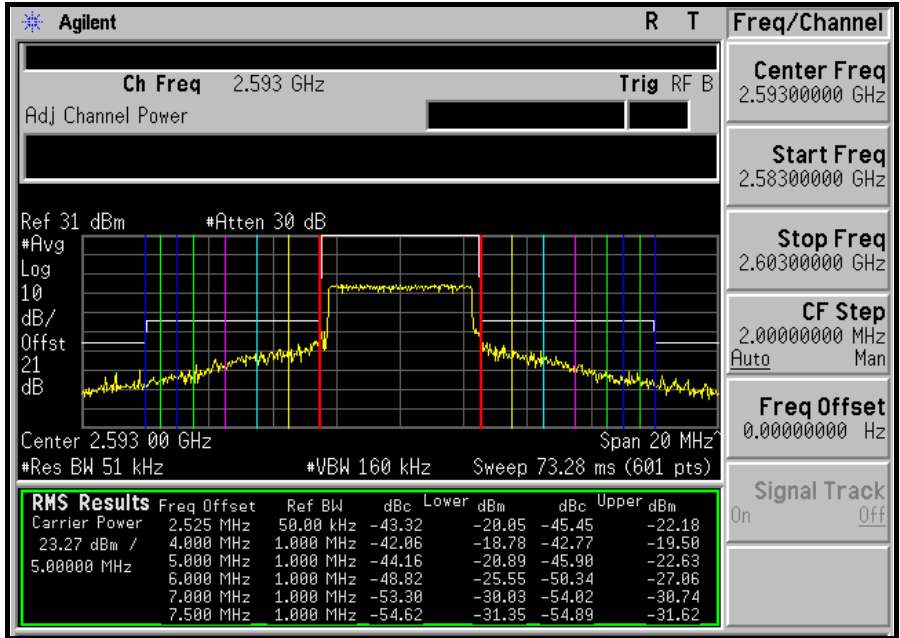 Agilent R T
Ch Freq 2.593 GHz Trig RF B
Adj Channel Power
Ref 31 dBm #Atten 30 dB
#Avg
Log
10
dB/
Offst
21
dB
Center 2.593 00 GHz Span 20 MHz^
#Res BW 51 kHz #VBW 160 kHz Sweep 73.28 ms (601 pts)
RMS Results Freq Offset Ref BW dBc Lower dBm dBc Upper dBm
Carrier Power 2.525 MHz 50.00 kHz -43.32 -20.05 -45.45 -22.18
23.27 dBm / 4.000 MHz 1.000 MHz -42.06 -18.78 -42.77 -19.50
5.00000 MHz 5.000 MHz 1.000 MHz -44.16 -20.89 -45.90 -22.63
6.000 MHz 1.000 MHz -48.82 -25.55 -50.34 -27.06
7.000 MHz 1.000 MHz -53.30 -30.03 -54.02 -30.74
7.500 MHz 1.000 MHz -54.62 -31.35 -54.89 -31.62
Freq/Channel
Center Freq
2.59300000 GHz
Start Freq
2.58300000 GHz
Stop Freq
2.60300000 GHz
CF Step
2.00000000 MHz
Auto Man
Freq Offset
0.00000000 Hz
Signal Track
On Off